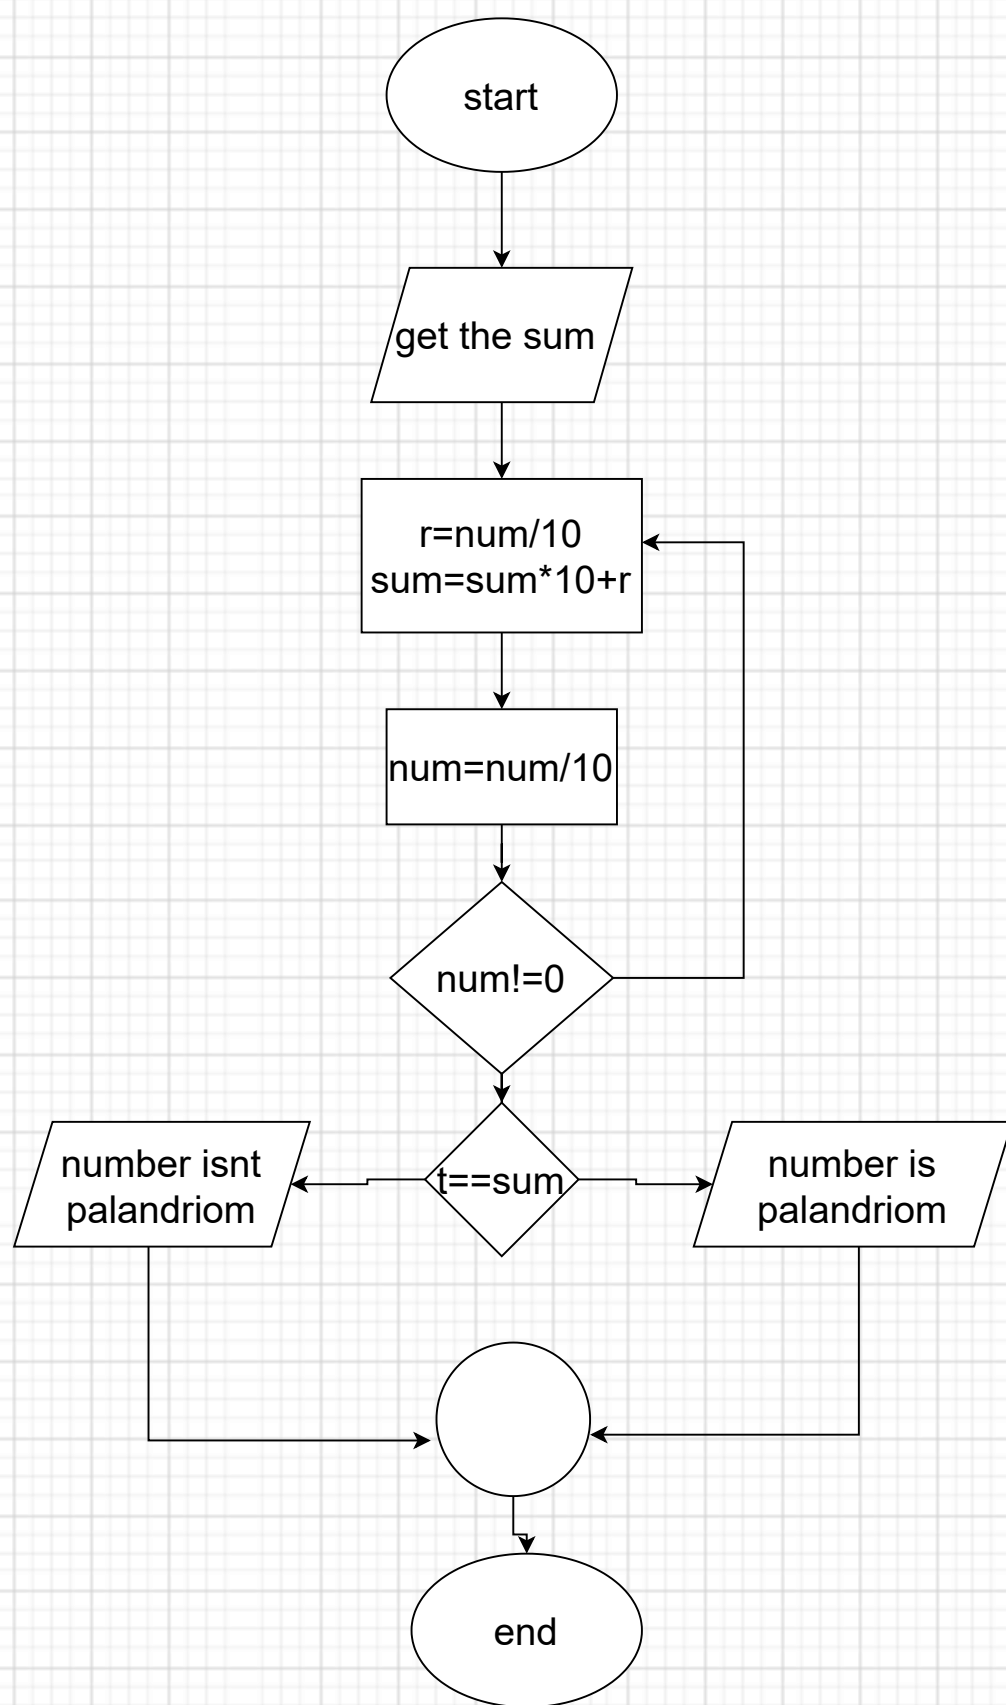 start
get the sum
r=num/10
sum=sum*10+r
num=num/10
num!=0
t==sum
number isnt
palandriom
number is
palandriom
end